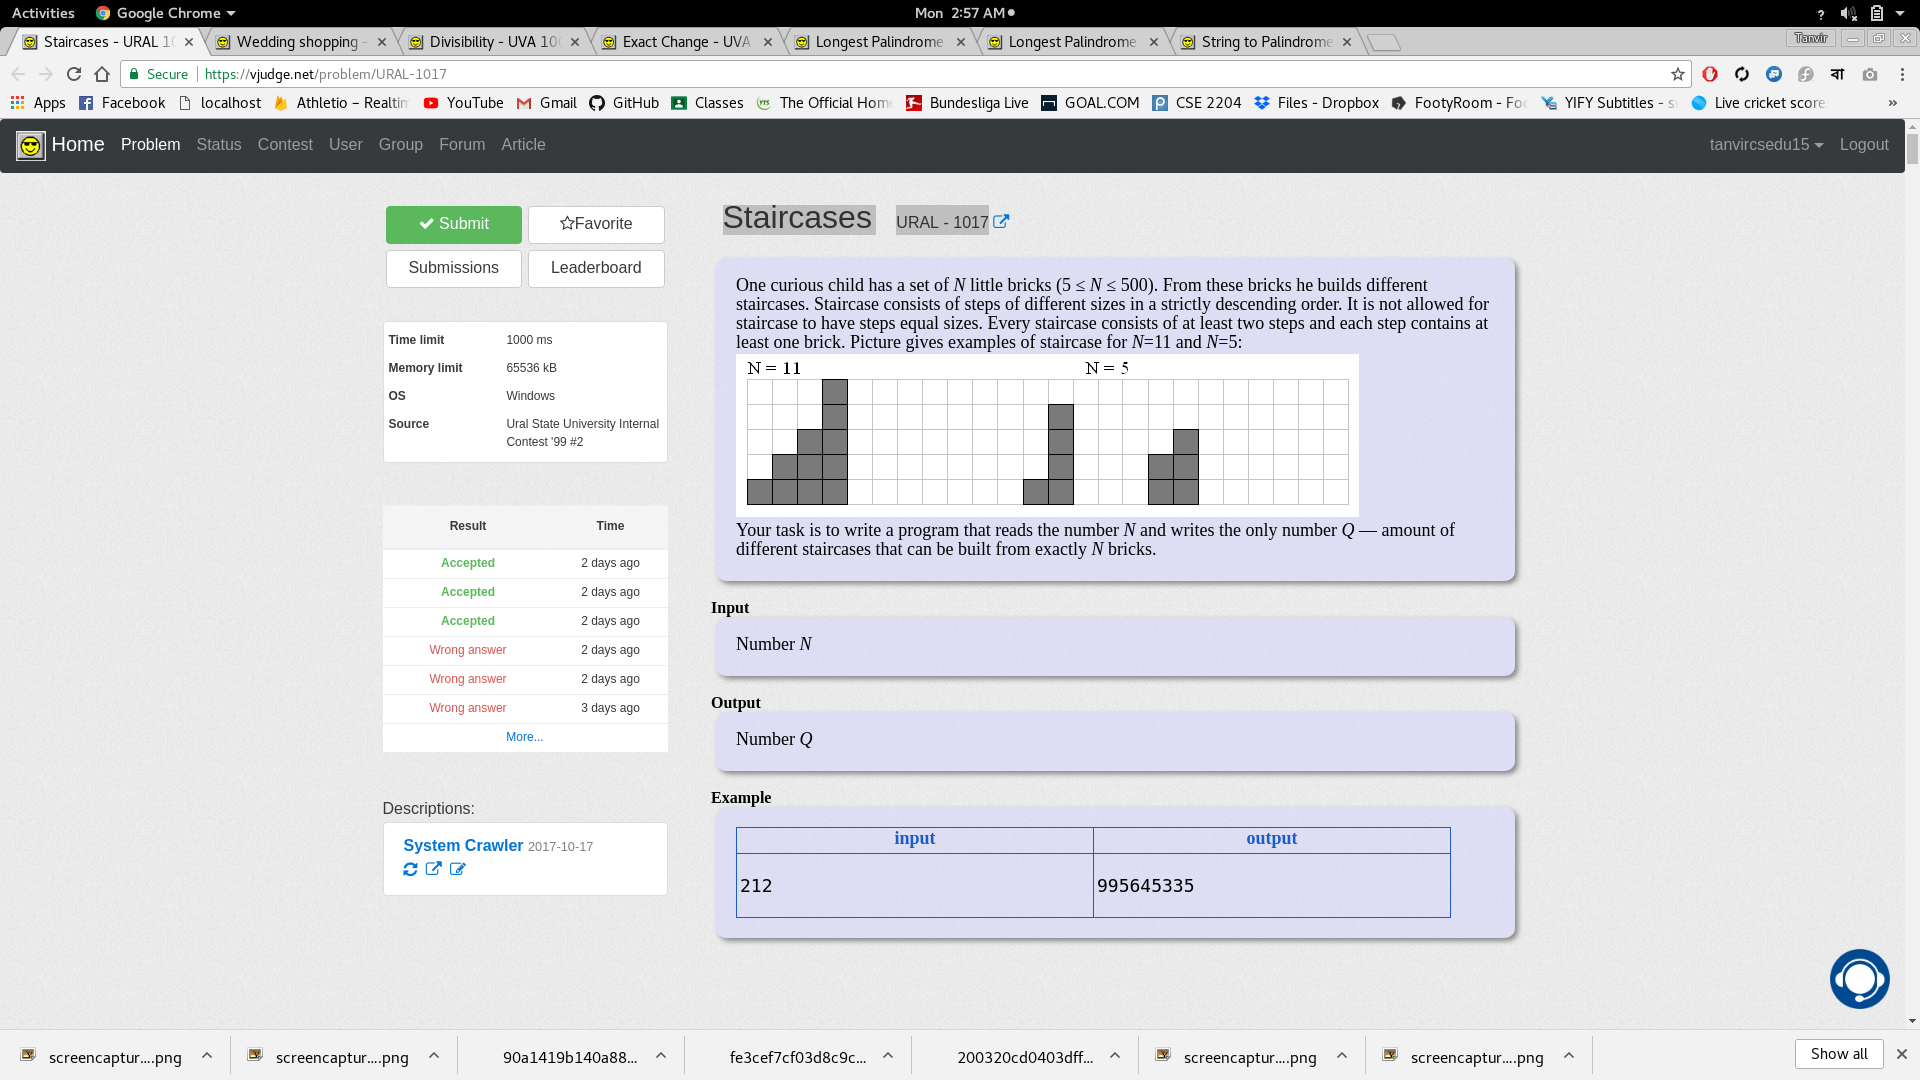 Activities Google Chrome Mon 2:57 AM
Staircases - URAL 10 Wedding shopping - Divisibility - UVA 100 Exact Change - UVA Longest Palindrome Longest Palindrome String to Palindrome Tanvir
Secure https://vjudge.net/problem/URAL-1017
Apps Facebook localhost Athletio – Realtim YouTube Gmail GitHub Classes The Official Home Bundesliga Live GOAL.COM CSE 2204 Files - Dropbox FootyRoom - Foo YIFY Subtitles - s Live cricket scores »
Home Problem Status Contest User Group Forum Article tanvircsedu15 Logout
Submit Favorite
Submissions Leaderboard
Time limit 1000 ms
Memory limit 65536 kB
OS Windows
Source Ural State University Internal
Contest '99 #2
Result Time
Accepted 2 days ago
Accepted 2 days ago
Accepted 2 days ago
Wrong answer 2 days ago
Wrong answer 2 days ago
Wrong answer 3 days ago
More...
Descriptions:
System Crawler 2017-10-17
Staircases URAL - 1017
One curious child has a set of N little bricks (5 ≤ N ≤ 500). From these bricks he builds different
staircases. Staircase consists of steps of different sizes in a strictly descending order. It is not allowed for
staircase to have steps equal sizes. Every staircase consists of at least two steps and each step contains at
least one brick. Picture gives examples of staircase for N=11 and N=5:
N = 11 N = 5
Your task is to write a program that reads the number N and writes the only number Q — amount of
different staircases that can be built from exactly N bricks.
Input
Number N
Output
Number Q
Example
input output
212 995645335
screencaptur....png screencaptur....png 90a1419b140a88... fe3cef7cf03d8c9c... 200320cd0403dff... screencaptur....png screencaptur....png Show all